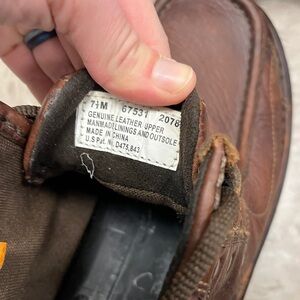 7½M 67531 2076
GENUINE LEATHER UPPER
MANMADE LININGS AND OUTSOLE
MADE IN CHINA
U.S Pat. No. D475,843